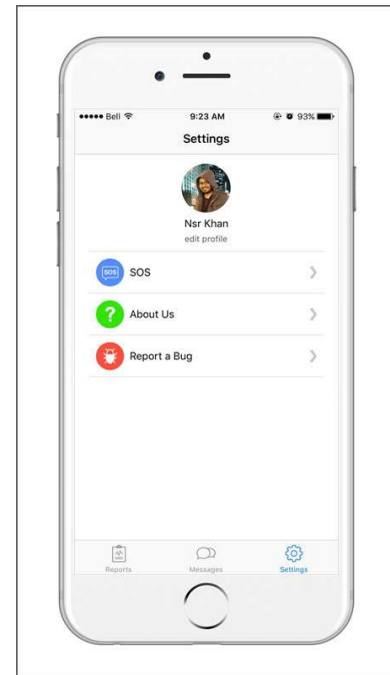 ●●●●● Bell 9:23 AM 93%
Settings
Nsr Khan
edit profile
SOS SOS
About Us
Report a Bug
Reports Messages Settings